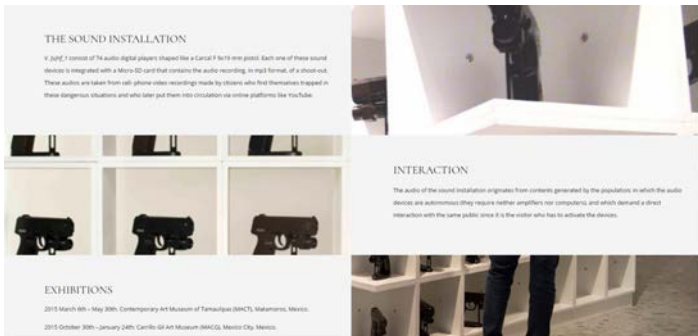 THE SOUND INSTALLATION
consist of 74 audio digital players shaped like a Carcal F 9x19 mm pistol. Each one of these sound
devices is integrated with a Micro-SD card that contains the audio recording, in mp3 format, of a shoot-out.
These audios are taken from cell- phone video recordings made by citizens who find themselves trapped in
these dangerous situations and who later put them into circulation via online platforms like YouTube.
INTERACTION
The audio of the sound installation originates from contents generated by the population, in which the audio
devices are autonomous (they require neither amplifiers nor computers), and which demand a direct
interaction with the same public since it is the visitor who has to activate the devices.
EXHIBITIONS
2015 March 6th – May 30th: Contemporary Art Museum of Tamaulipas (MACT), Matamoros, Mexico.
2015 October 30th – January 24th: Carrillo Gil Art Museum (MACG), Mexico City, Mexico.